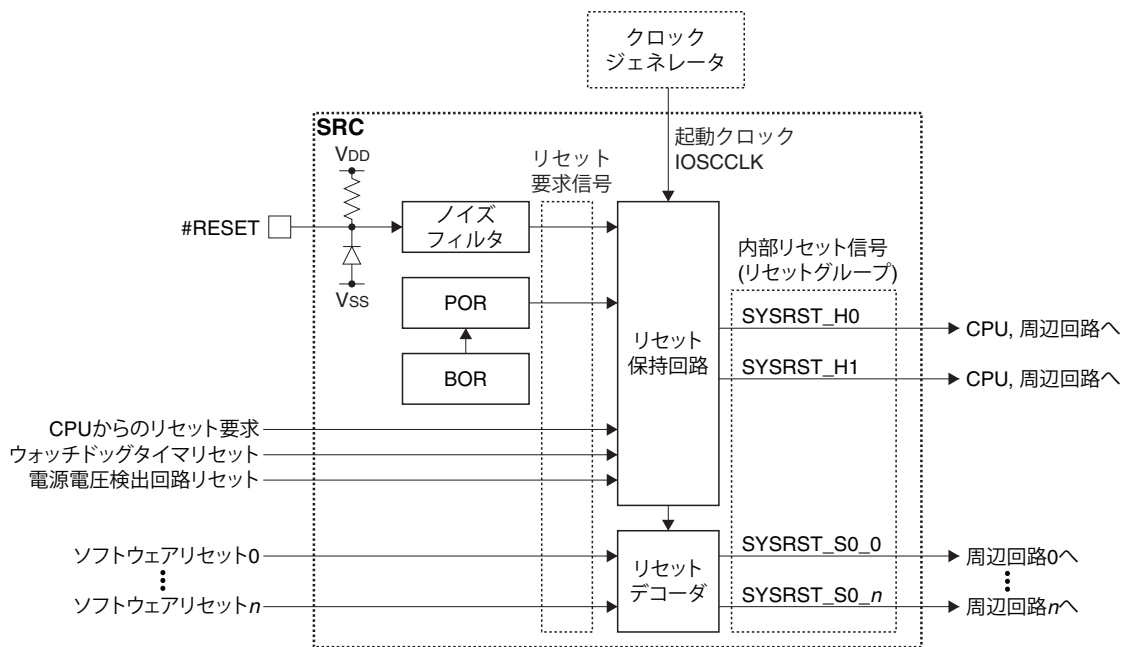 クロック
ジェネレータ
SRC
起動クロック
IOSCCLK
VDD
リセット
要求信号
#RESET
ノイズ
フィルタ
VSS
POR
BOR
リセット
保持回路
内部リセット信号
(リセットグループ)
SYSRST_H0
CPU, 周辺回路へ
SYSRST_H1
CPU, 周辺回路へ
CPUからのリセット要求
ウォッチドッグタイマリセット
電源電圧検出回路リセット
ソフトウェアリセット0
ソフトウェアリセットn
リセット
デコーダ
SYSRST_S0_0
周辺回路0へ
SYSRST_S0_n
周辺回路nへ